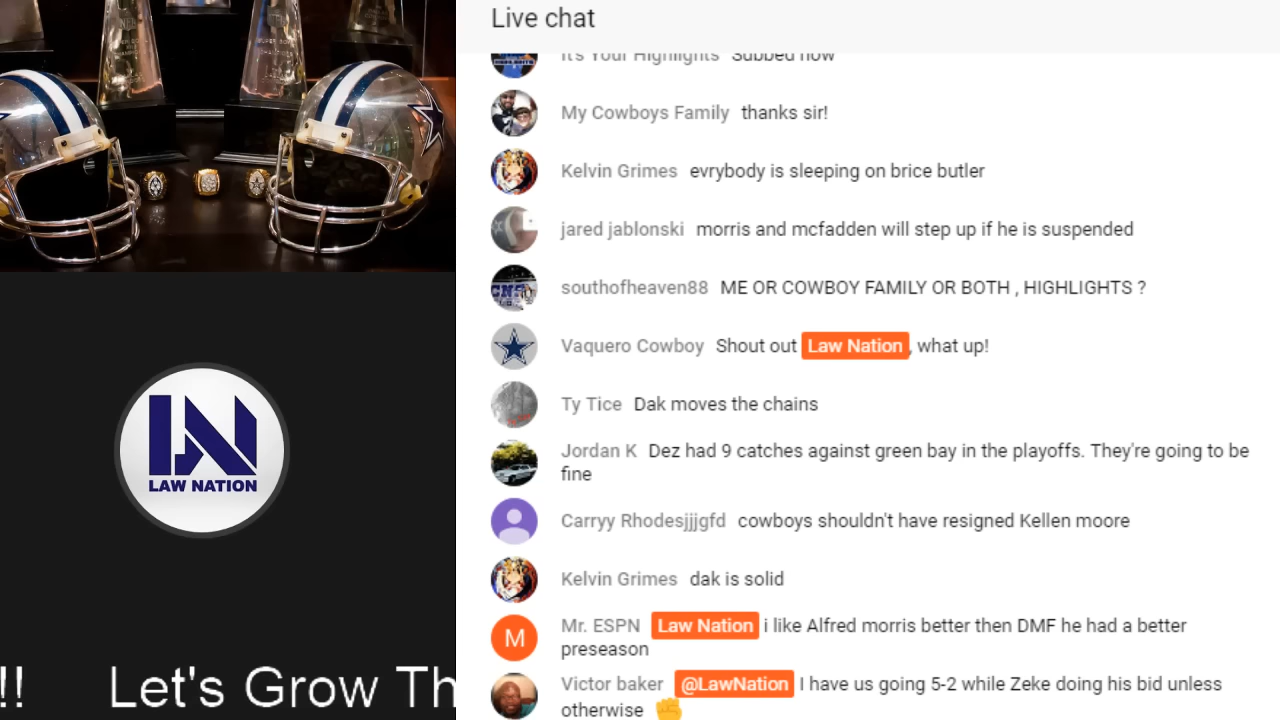 Live chat
It's Your Highlights Subbed now
My Cowboys Family thanks sir!
Kelvin Grimes evrybody is sleeping on brice butler
jared jablonski morris and mcfadden will step up if he is suspended
southofheaven88 ME OR COWBOY FAMILY OR BOTH , HIGHLIGHTS ?
Vaquero Cowboy Shout out Law Nation, what up!
Ty Tice Dak moves the chains
Jordan K Dez had 9 catches against green bay in the playoffs. They're going to be
fine
Carryy Rhodesjjjgfd cowboys shouldn't have resigned Kellen moore
Kelvin Grimes dak is solid
M
Mr. ESPN Law Nation i like Alfred morris better then DMF he had a better
preseason
Victor baker @LawNation I have us going 5-2 while Zeke doing his bid unless
otherwise
LN
LAW NATION
!! Let's Grow Th